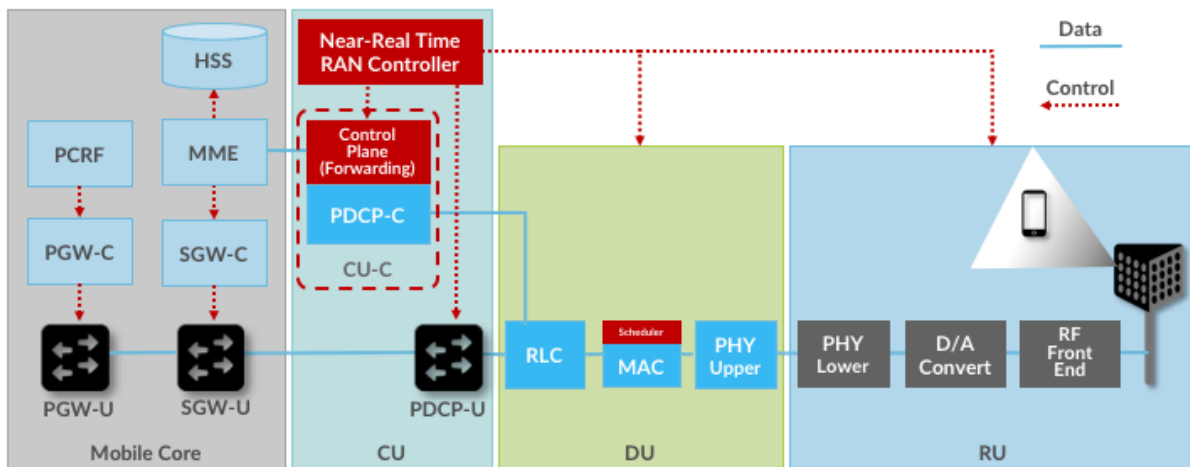 HSS
PCRF
MME
PGW-C
SGW-C
PGW-U
SGW-U
Mobile Core
Near-Real Time
RAN Controller
Control
Plane
(Forwarding)
PDCP-C
CU-C
PDCP-U
CU
RLC
Scheduler
MAC
PHY
Upper
DU
PHY
Lower
D/A
Convert
RF
Front
End
RU
Data
Control